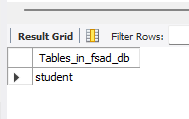 Result Grid Filter Rows:
Tables_in_fsad_db
student